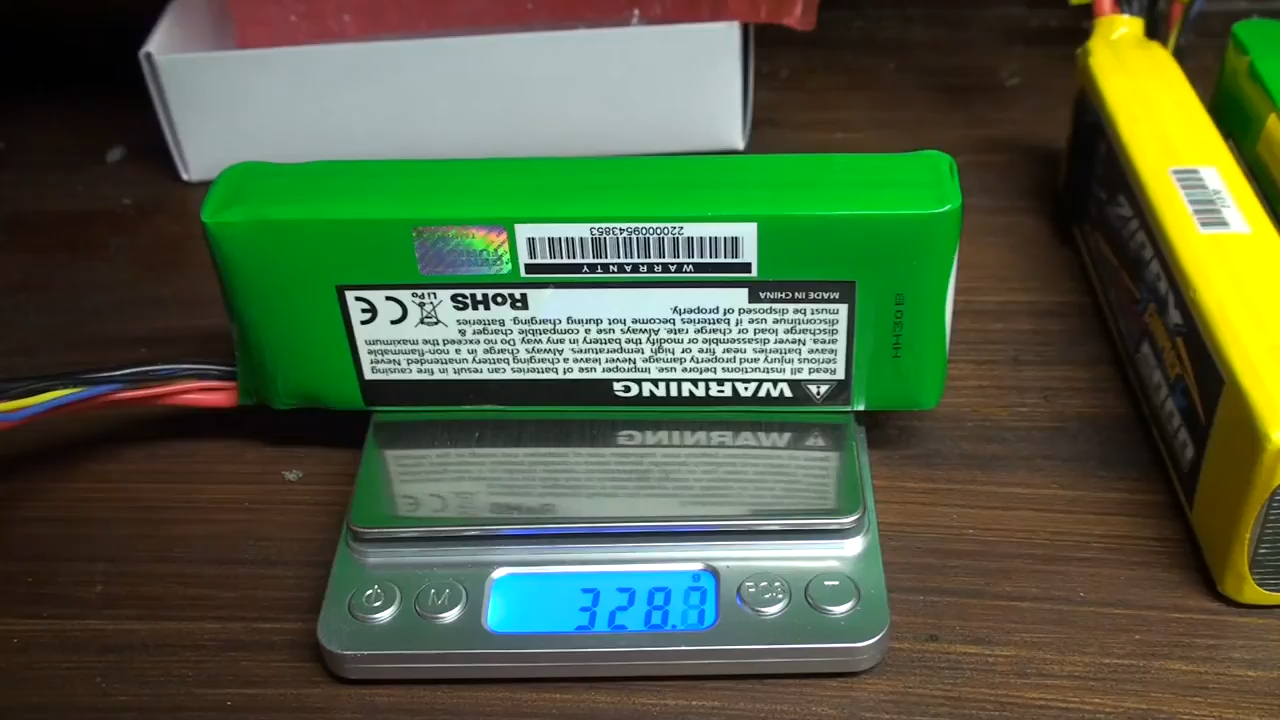 2200009543853
WARRANTY
WARNING
Read all instructions before use. Improper use of batteries can result in fire causing
serious injury and property damage. Never leave a charging battery unattended. Never
leave batteries near fire or high temperatures. Always charge in a non-flammable
area. Never disassemble or modify the battery in any way. Do no exceed the maximum
discharge load or charge rate. Always use a compatible charger &
discontinue use if batteries become hot during charging. Batteries
must be disposed of properly.
MADE IN CHINA
RoHS
LiPo
CE
HH30B
M
328.
g
PCS
T
ZIPPY
COMPACT